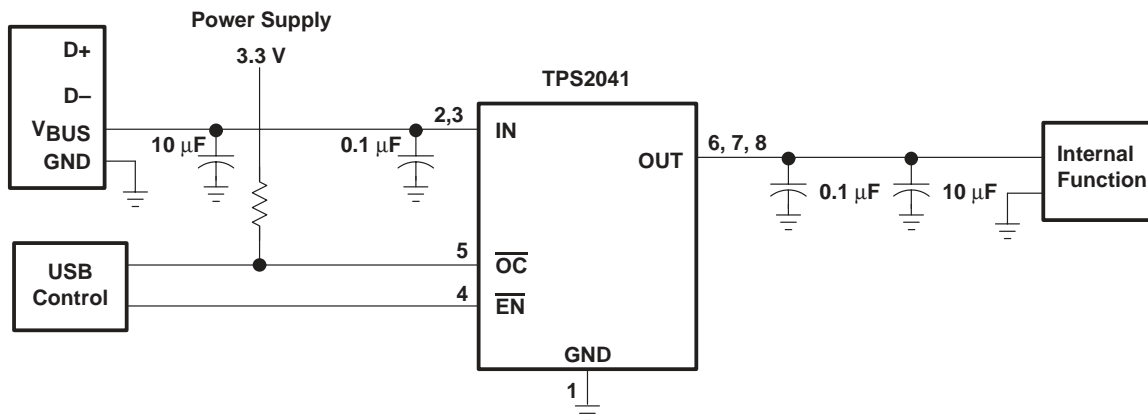 Power Supply
3.3 V
D+
D–
VBUS
GND
10 μF
0.1 μF
2,3
TPS2041
IN
OUT
6, 7, 8
0.1 μF
10 μF
Internal
Function
USB
Control
5
OC
4
EN
GND
1